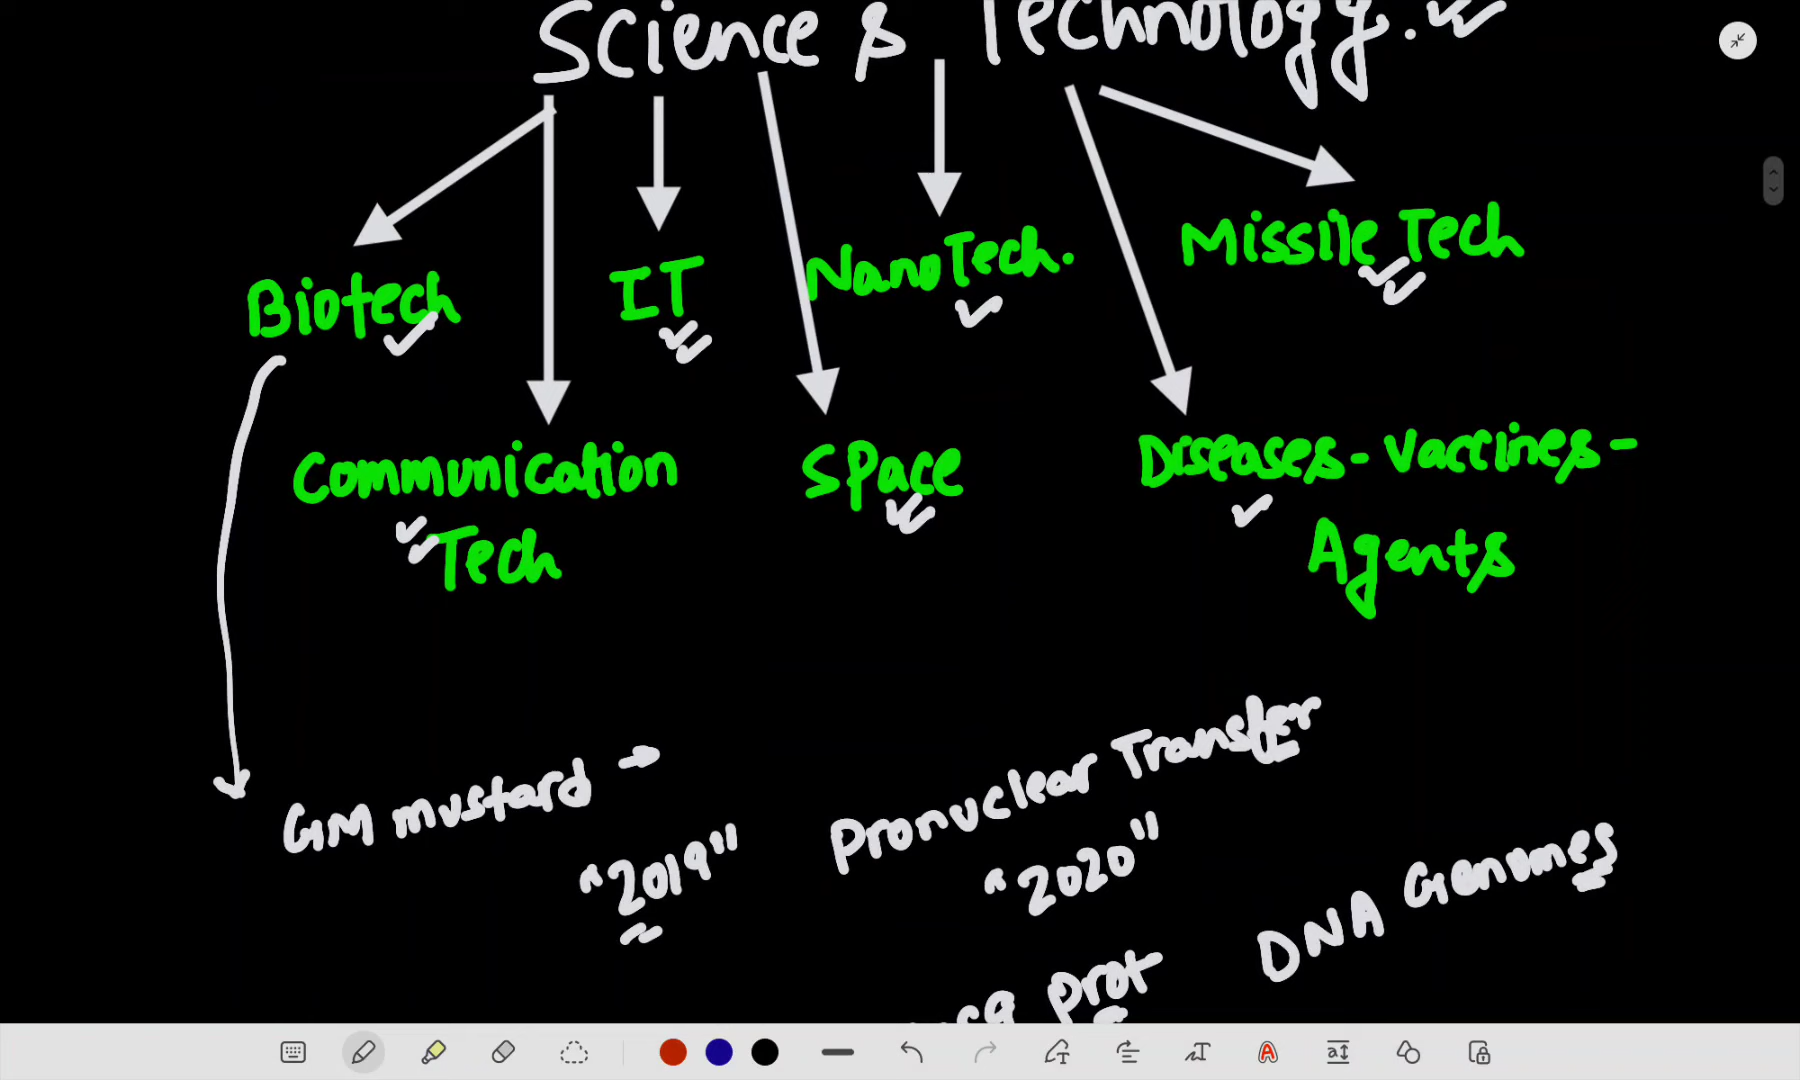 Science & Technology.
Biotech
IT
NanoTech.
Missile Tech
Communication
Tech
Space
Diseases - Vaccines -
Agents
GM mustard →
"2019"
Pronuclear Transfer
"2020"
DNA Genomes
prot